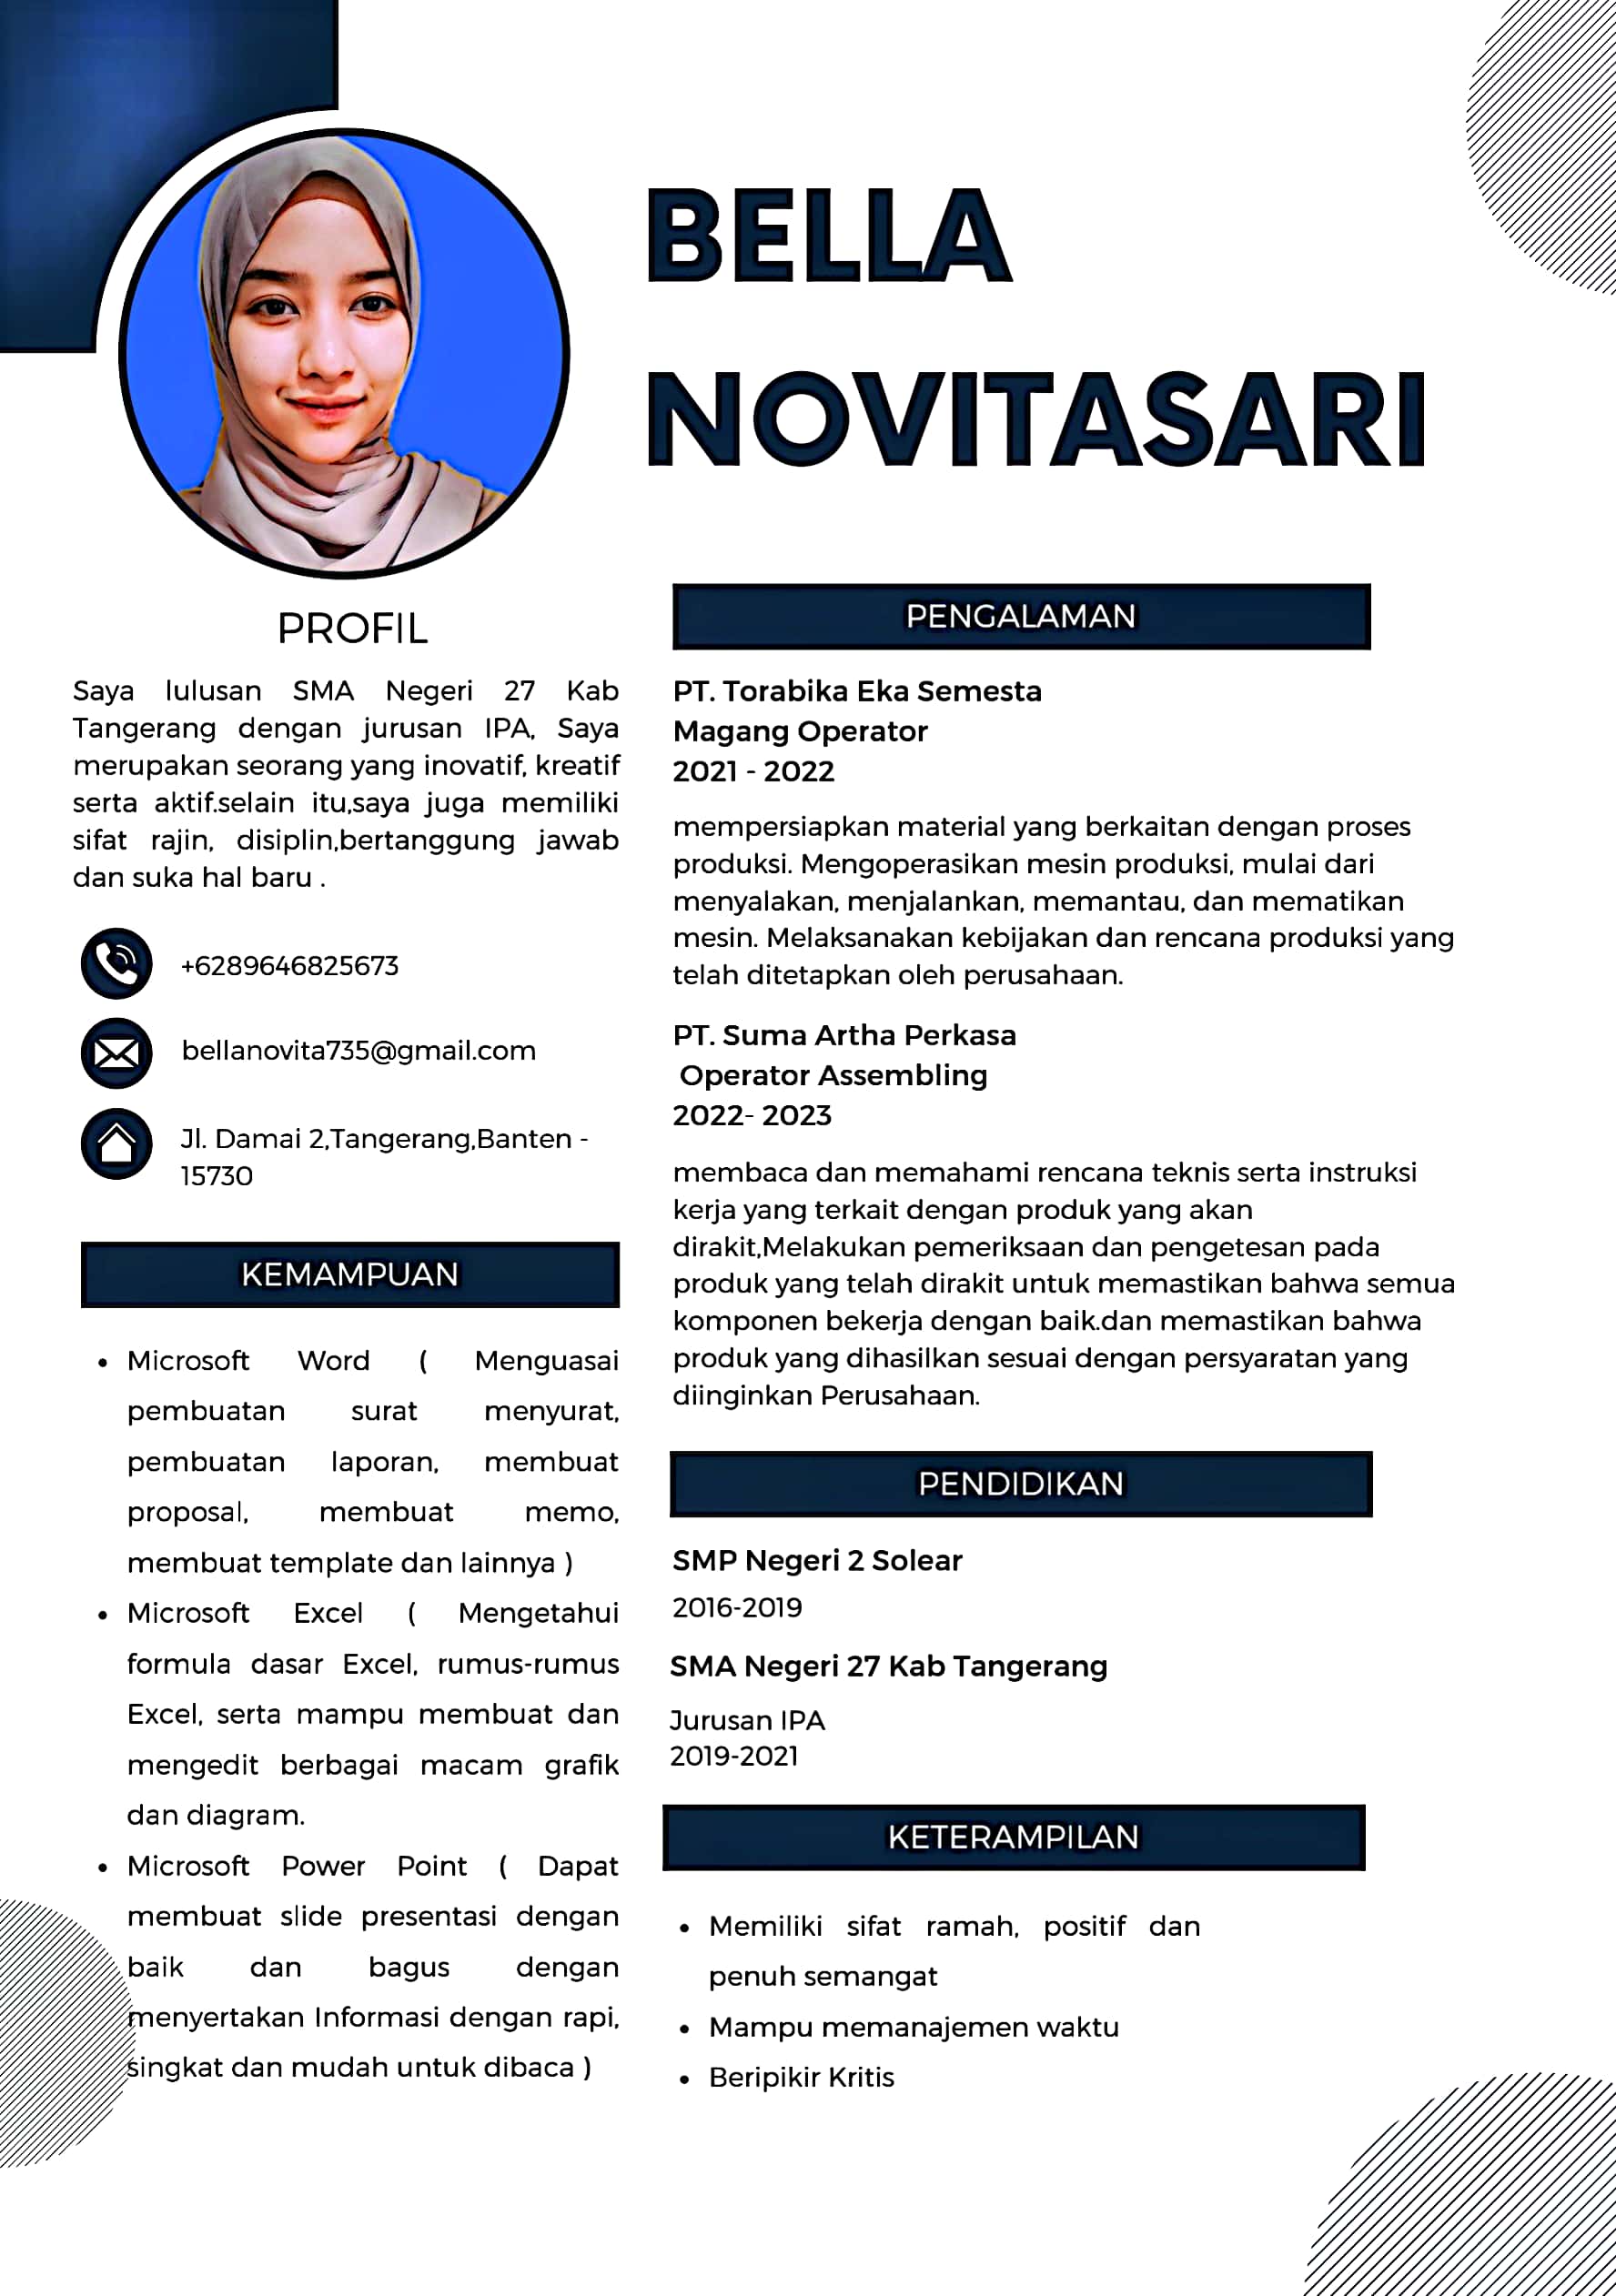 BELLA
NOVITASARI
PROFIL
Saya lulusan SMA Negeri 27 Kab
Tangerang dengan jurusan IPA, Saya
merupakan seorang yang inovatif, kreatif
serta aktif.selain itu,saya juga memiliki
sifat rajin, disiplin,bertanggung jawab
dan suka hal baru .
+6289646825673
bellanovita735@gmail.com
Jl. Damai 2,Tangerang,Banten -
15730
KEMAMPUAN
• Microsoft Word ( Menguasai
pembuatan surat menyurat,
pembuatan laporan, membuat
proposal, membuat memo,
membuat template dan lainnya )
• Microsoft Excel ( Mengetahui
formula dasar Excel, rumus-rumus
Excel, serta mampu membuat dan
mengedit berbagai macam grafik
dan diagram.
• Microsoft Power Point ( Dapat
membuat slide presentasi dengan
baik dan bagus dengan
menyertakan Informasi dengan rapi,
singkat dan mudah untuk dibaca )
PENGALAMAN
PT. Torabika Eka Semesta
Magang Operator
2021 - 2022
mempersiapkan material yang berkaitan dengan proses
produksi. Mengoperasikan mesin produksi, mulai dari
menyalakan, menjalankan, memantau, dan mematikan
mesin. Melaksanakan kebijakan dan rencana produksi yang
telah ditetapkan oleh perusahaan.
PT. Suma Artha Perkasa
Operator Assembling
2022- 2023
membaca dan memahami rencana teknis serta instruksi
kerja yang terkait dengan produk yang akan
dirakit,Melakukan pemeriksaan dan pengetesan pada
produk yang telah dirakit untuk memastikan bahwa semua
komponen bekerja dengan baik.dan memastikan bahwa
produk yang dihasilkan sesuai dengan persyaratan yang
diinginkan Perusahaan.
PENDIDIKAN
SMP Negeri 2 Solear
2016-2019
SMA Negeri 27 Kab Tangerang
Jurusan IPA
2019-2021
KETERAMPILAN
• Memiliki sifat ramah, positif dan
penuh semangat
• Mampu memanajemen waktu
• Beripikir Kritis